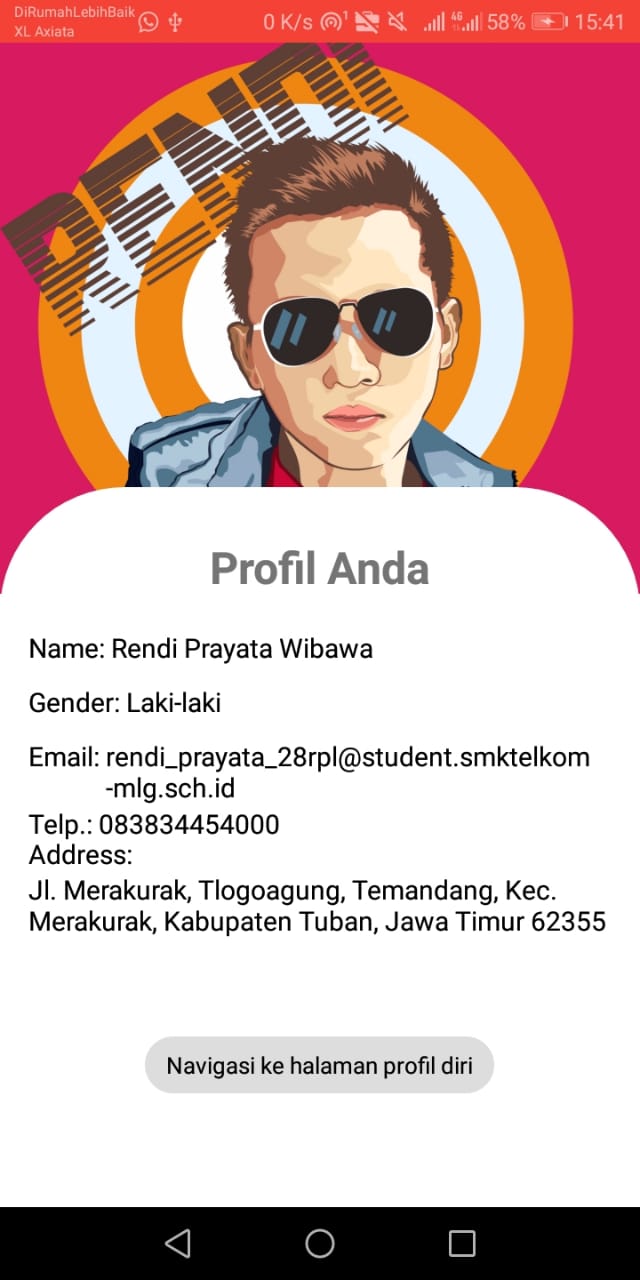 DiRumahLebihBaik
XL Axiata
0 K/s 1 4G 58% 15:41
RENDI
Profil Anda
Name: Rendi Prayata Wibawa
Gender: Laki-laki
Email: rendi_prayata_28rpl@student.smktelkom
-mlg.sch.id
Telp.: 083834454000
Address:
Jl. Merakurak, Tlogoagung, Temandang, Kec.
Merakurak, Kabupaten Tuban, Jawa Timur 62355
Navigasi ke halaman profil diri